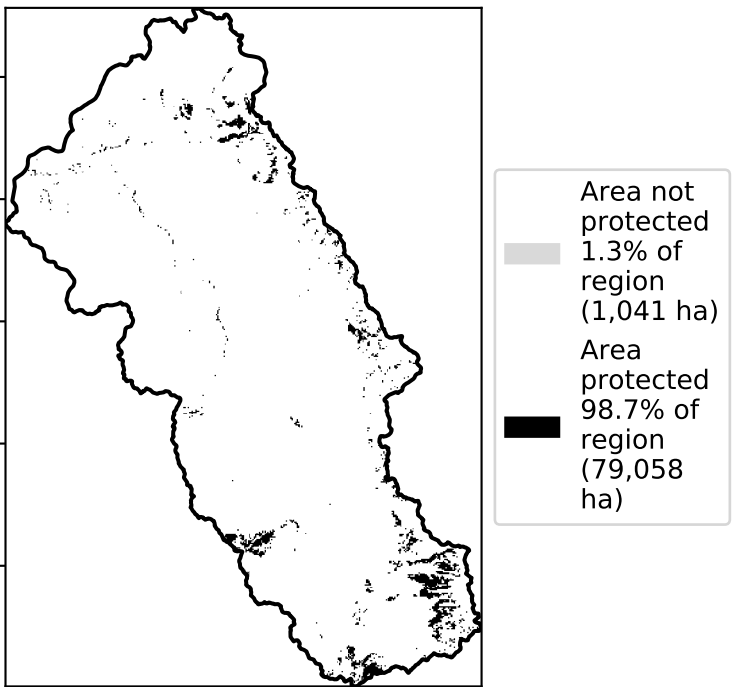 Area not
protected
1.3% of
region
(1,041 ha)
Area
protected
98.7% of
region
(79,058
ha)